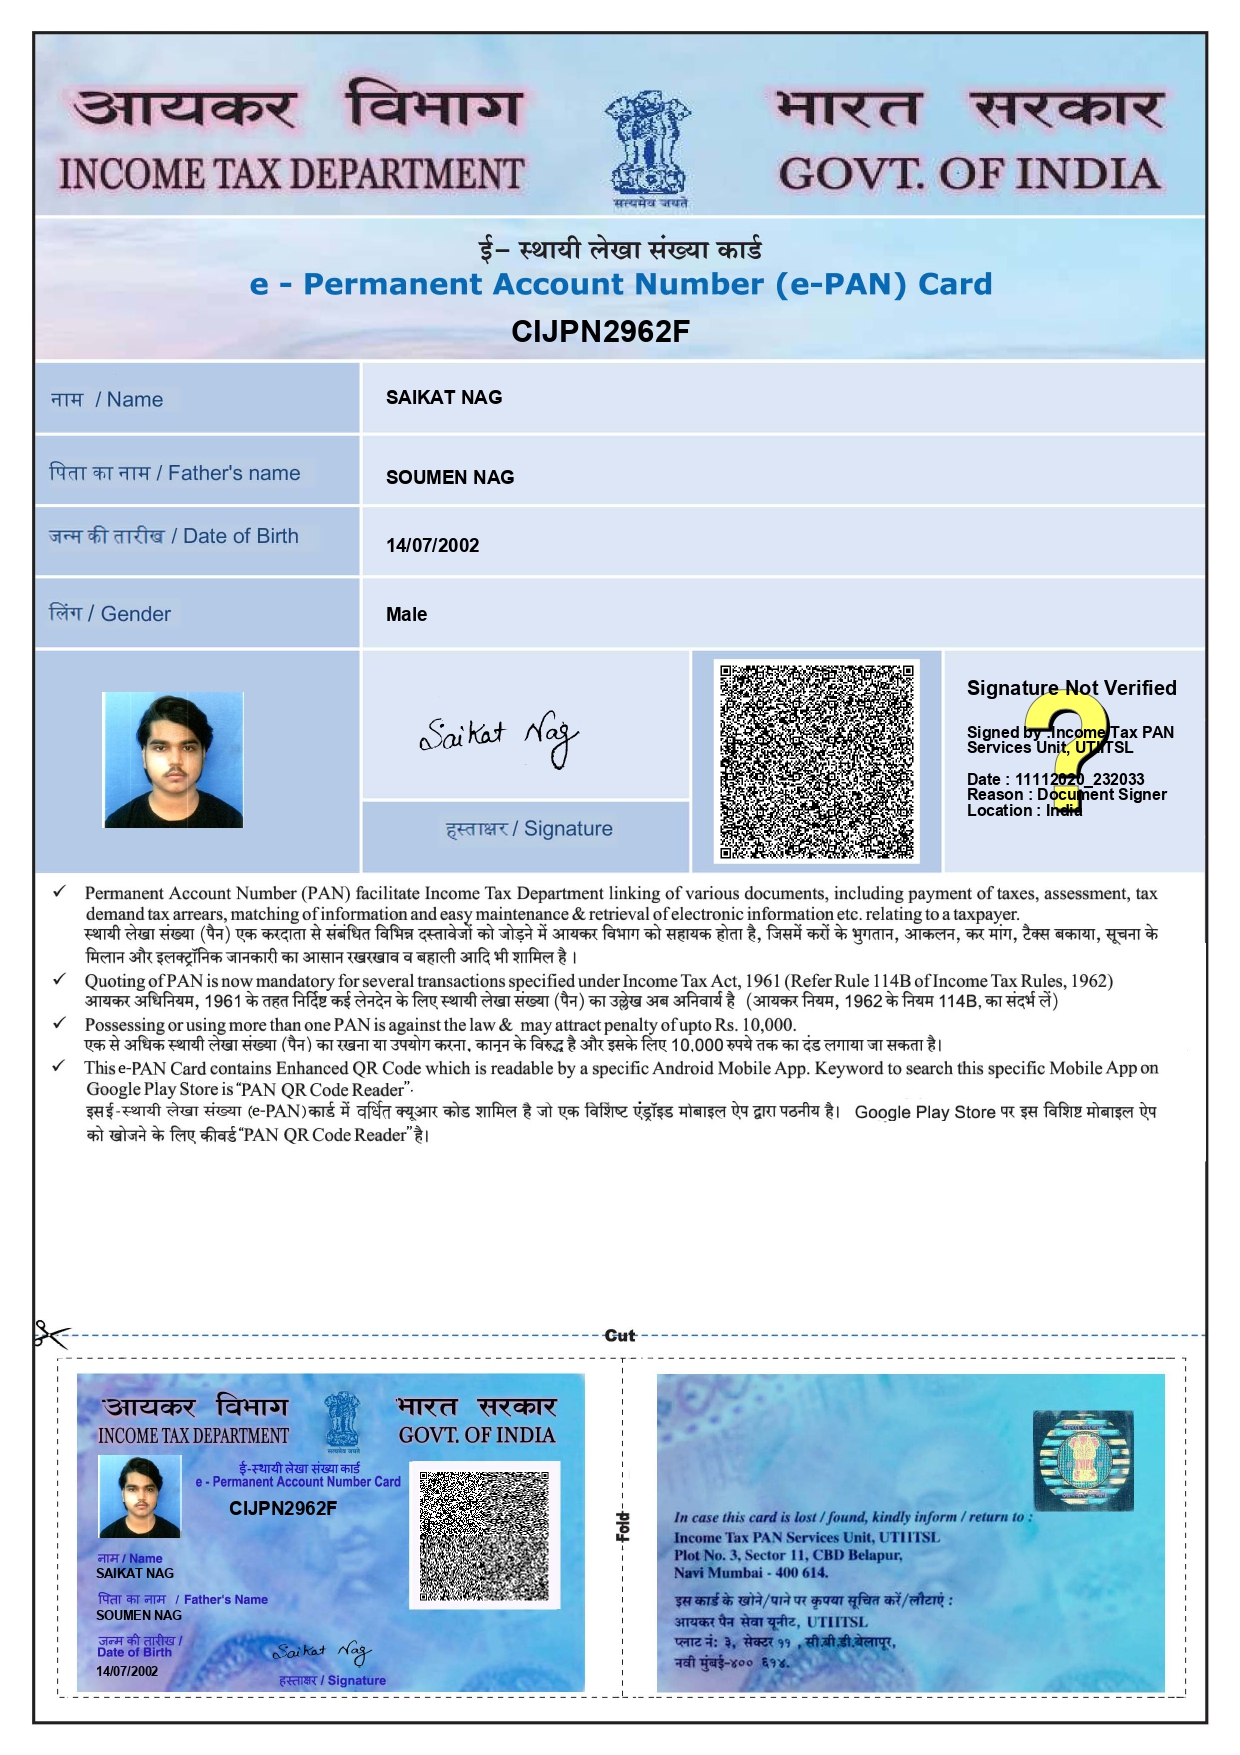 आयकर विभाग
INCOME TAX DEPARTMENT
सत्यमेव जयते
भारत सरकार
GOVT. OF INDIA
ई- स्थायी लेखा संख्या कार्ड
e - Permanent Account Number (e-PAN) Card
CIJPN2962F
नाम / Name
SAIKAT NAG
पिता का नाम / Father's name
SOUMEN NAG
जन्म की तारीख / Date of Birth
14/07/2002
लिंग / Gender
Male
Saikat Nag
हस्ताक्षर / Signature
Signature Not Verified
Signed by Income Tax PAN
Services Unit, UTIITSL
Date : 11112020_232033
Reason : Document Signer
Location : India
✓ Permanent Account Number (PAN) facilitate Income Tax Department linking of various documents, including payment of taxes, assessment, tax
demand tax arrears, matching of information and easy maintenance & retrieval of electronic information etc. relating to a taxpayer.
स्थायी लेखा संख्या (पैन) एक करदाता से संबंधित विभिन्न दस्तावेजों को जोड़ने में आयकर विभाग को सहायक होता है, जिसमें करों के भुगतान, आकलन, कर मांग, टैक्स बकाया, सूचना के
मिलान और इलक्ट्रॉनिक जानकारी का आसान रखरखाव व बहाली आदि भी शामिल है ।
✓ Quoting of PAN is now mandatory for several transactions specified under Income Tax Act, 1961 (Refer Rule 114B of Income Tax Rules, 1962)
आयकर अधिनियम, 1961 के तहत निर्दिष्ट कई लेनदेन के लिए स्थायी लेखा संख्या (पैन) का उल्लेख अब अनिवार्य है (आयकर नियम, 1962 के नियम 114B, का संदर्भ लें)
✓ Possessing or using more than one PAN is against the law & may attract penalty of upto Rs. 10,000.
एक से अधिक स्थायी लेखा संख्या (पैन) का रखना या उपयोग करना, कानून के विरुद्ध है और इसके लिए 10,000 रुपये तक का दंड लगाया जा सकता है।
✓ This e-PAN Card contains Enhanced QR Code which is readable by a specific Android Mobile App. Keyword to search this specific Mobile App on
Google Play Store is "PAN QR Code Reader".
इसई-स्थायी लेखा संख्या (e-PAN) कार्ड में वर्धित क्यूआर कोड शामिल है जो एक विशिष्ट एंड्रॉइड मोबाइल ऐप द्वारा पठनीय है। Google Play Store पर इस विशिष्ट मोबाइल ऐप
को खोजने के लिए कीवर्ड "PAN QR Code Reader" है।
Cut
आयकर विभाग
INCOME TAX DEPARTMENT
सत्यमेव जयते
भारत सरकार
GOVT. OF INDIA
ई-स्थायी लेखा संख्या कार्ड
e - Permanent Account Number Card
CIJPN2962F
नाम / Name
SAIKAT NAG
पिता का नाम / Father's Name
SOUMEN NAG
जन्म की तारीख /
Date of Birth
14/07/2002
Saikat Nag
हस्ताक्षर / Signature
Fold
In case this card is lost / found, kindly inform / return to :
Income Tax PAN Services Unit, UTIITSL
Plot No. 3, Sector 11, CBD Belapur,
Navi Mumbai - 400 614.
इस कार्ड के खोने/पाने पर कृपया सूचित करें/लौटाएं :
आयकर पैन सेवा यूनीट, UTIITSL
प्लाट नं: ३, सेक्टर ११ , सी.बी.डी.बेलापूर,
नवी मुंबई-४०० ६१४.